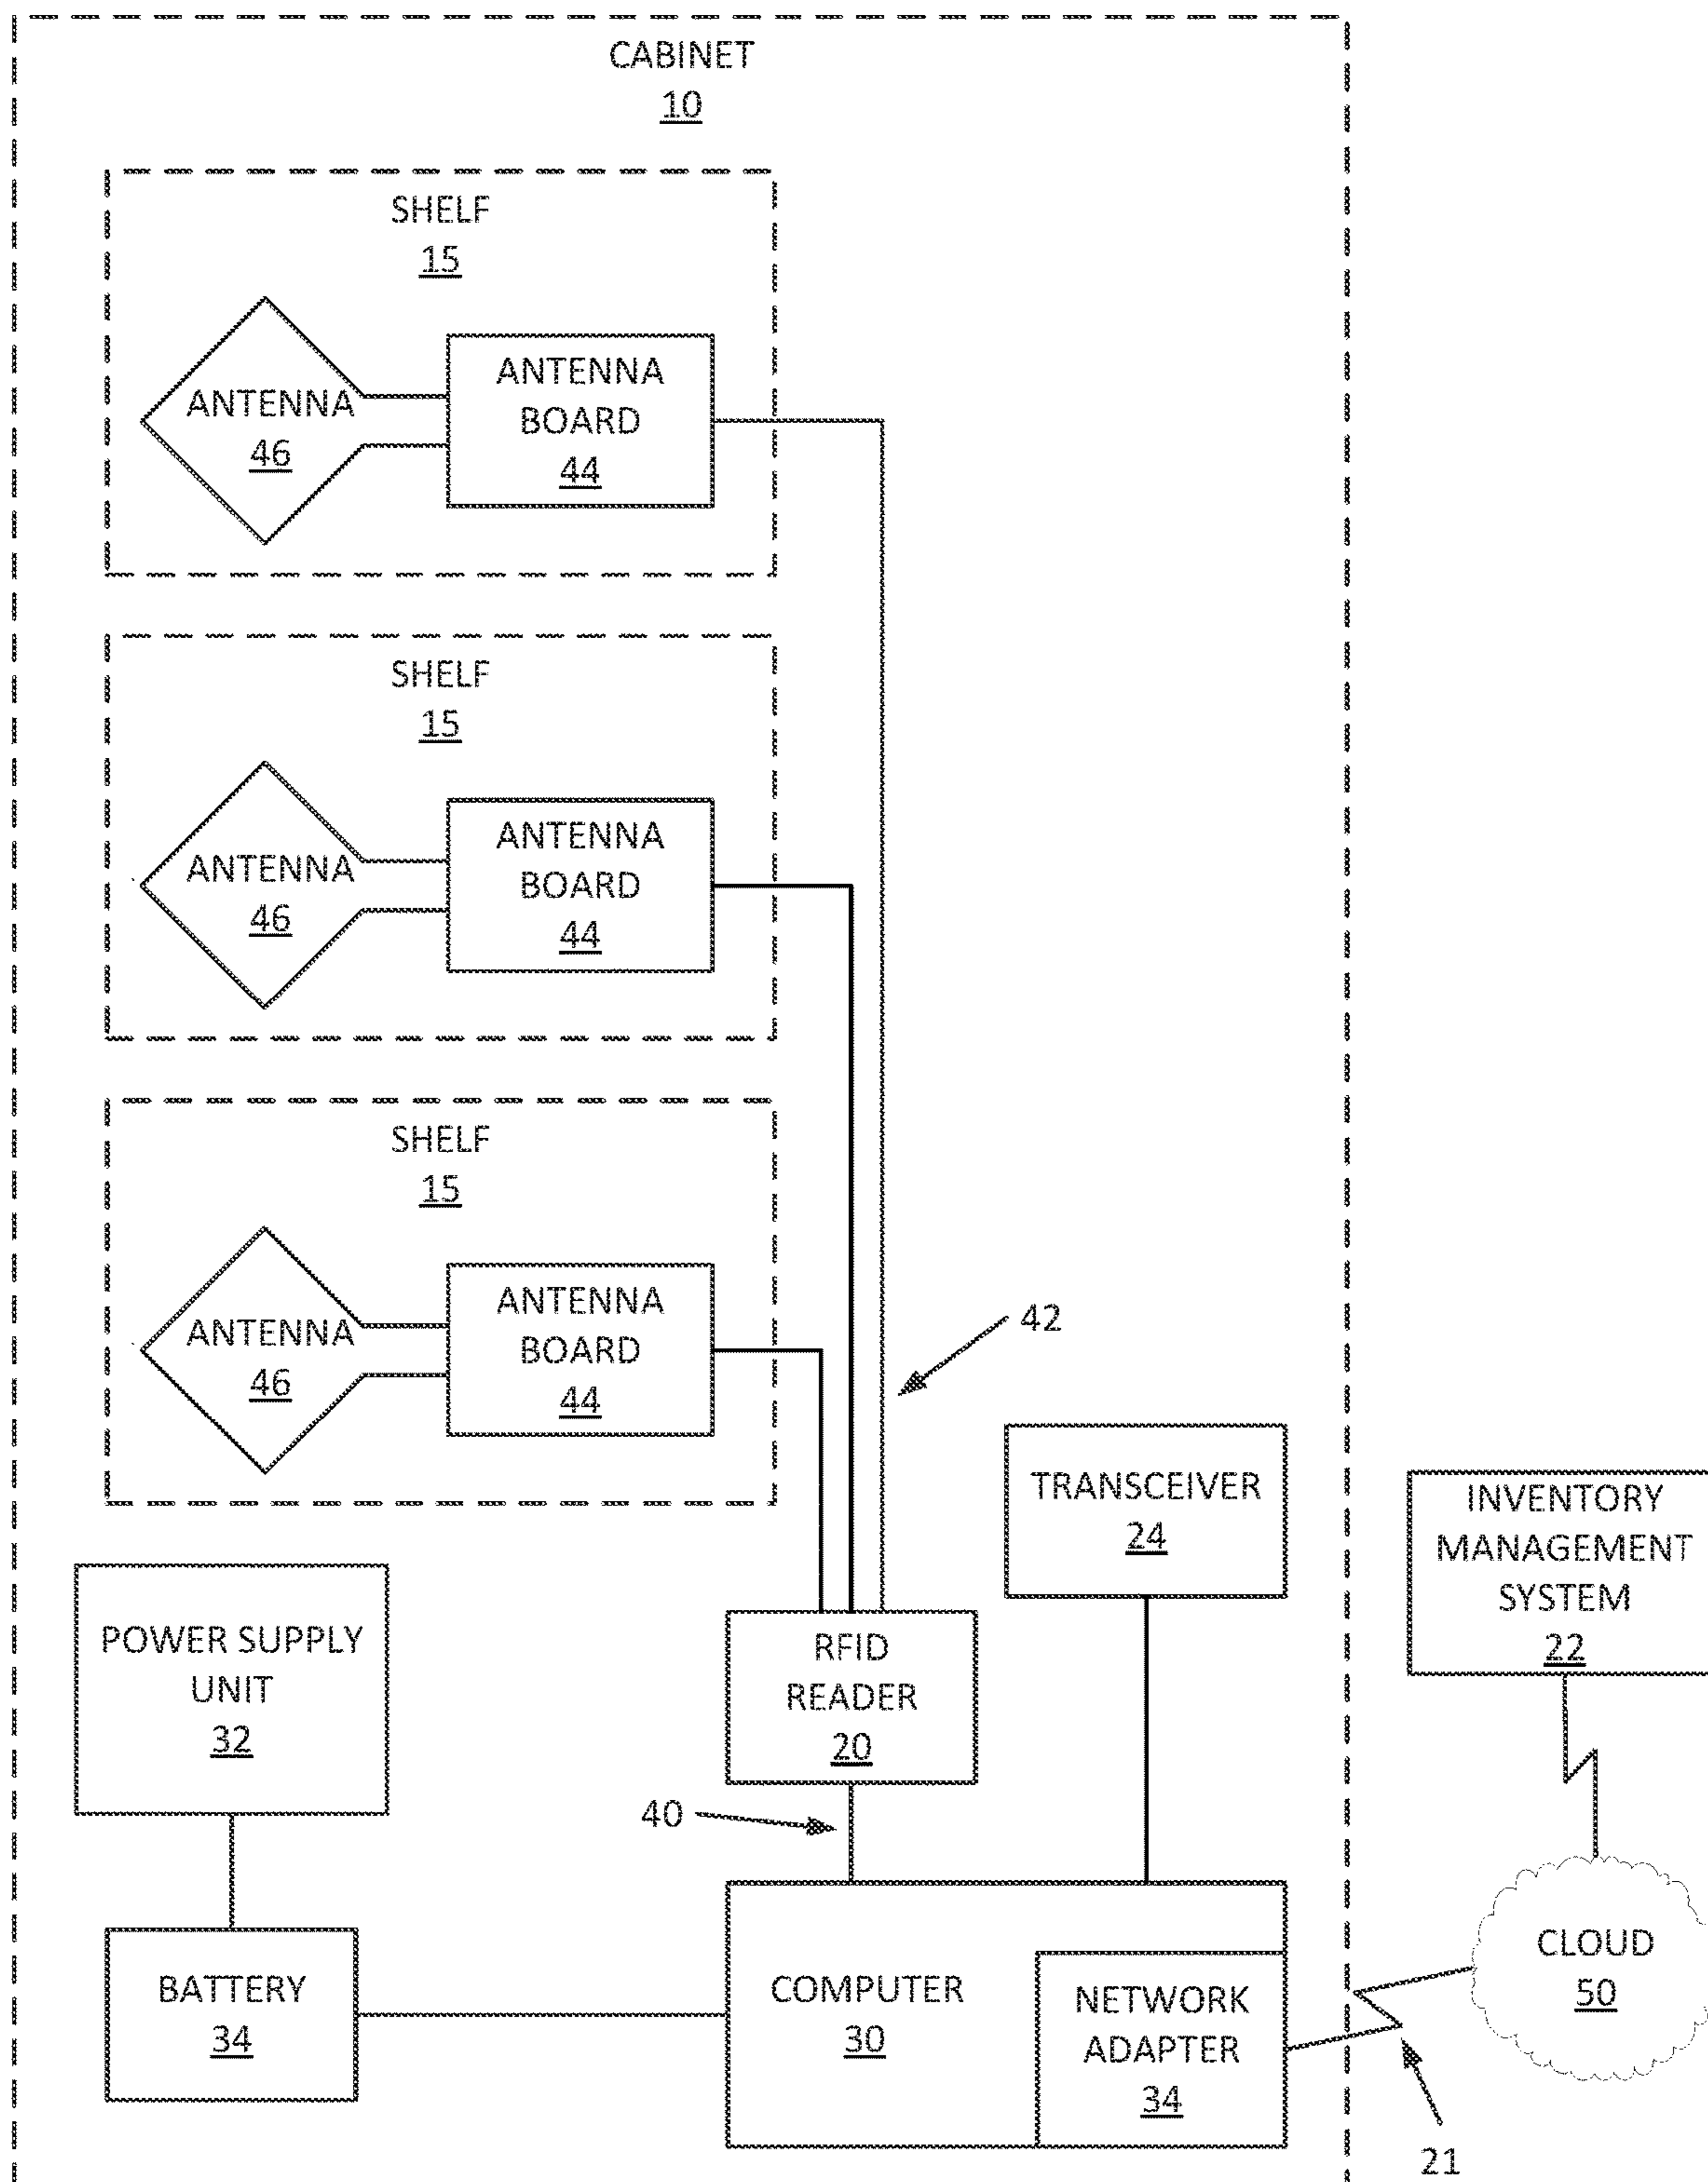 CABINET
10
SHELF
15
ANTENNA
46
ANTENNA
BOARD
44
SHELF
15
ANTENNA
46
ANTENNA
BOARD
44
SHELF
15
ANTENNA
46
ANTENNA
BOARD
44
42
TRANSCEIVER
24
INVENTORY
MANAGEMENT
SYSTEM
22
POWER SUPPLY
UNIT
32
RFID
READER
20
40
BATTERY
34
COMPUTER
30
NETWORK
ADAPTER
34
CLOUD
50
21